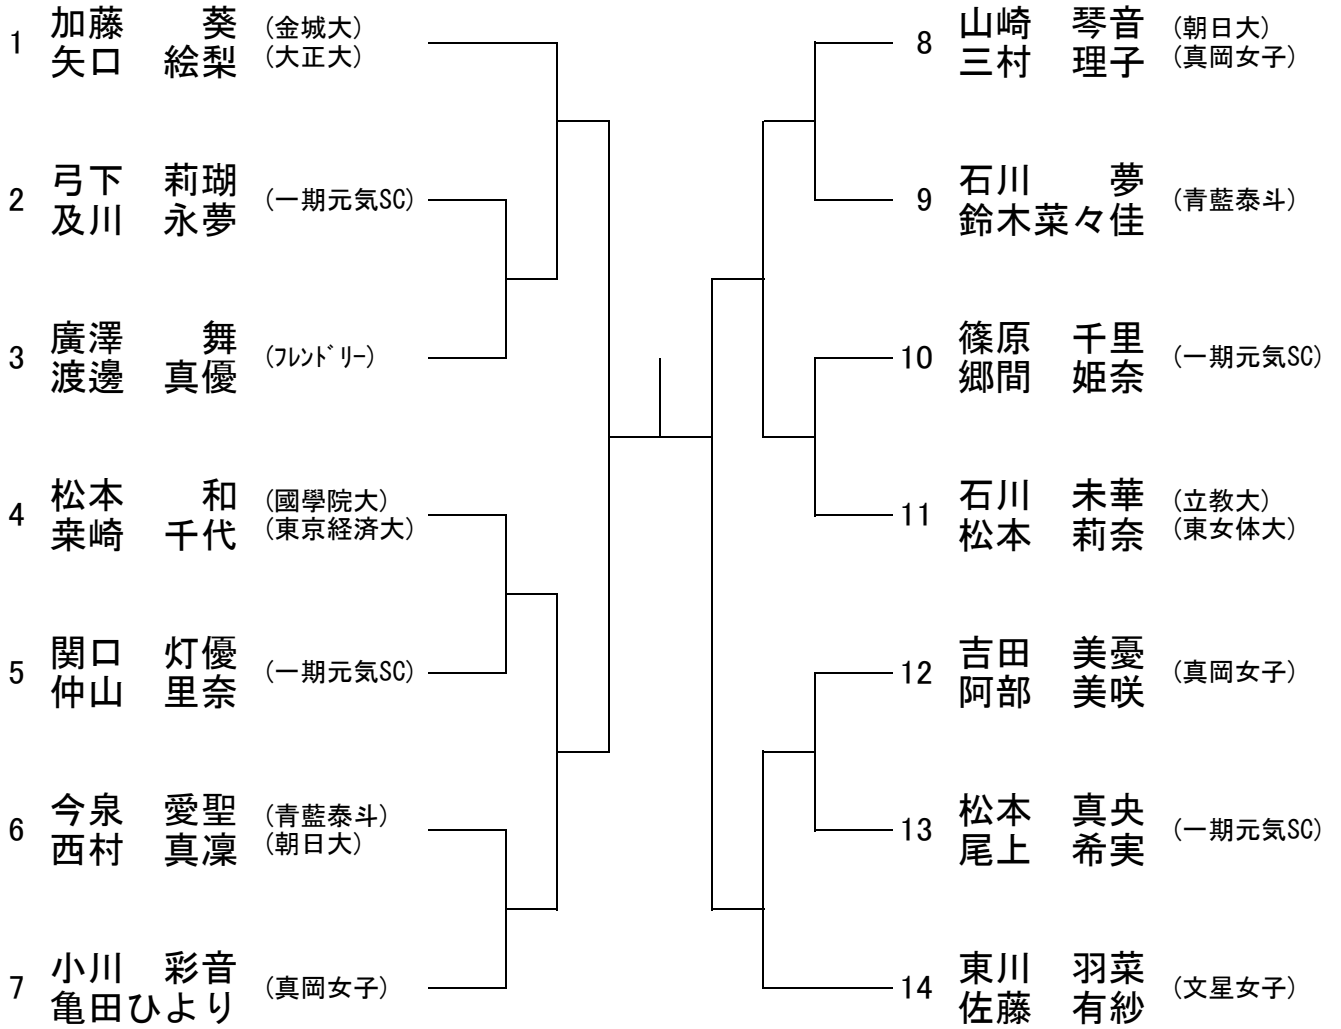 1 加藤　　葵 (金城大)
矢口　絵梨 (大正大)
2 弓下　莉瑚 (一期元気SC)
及川　永夢
3 廣澤　　舞 (ﾌﾚﾝﾄﾞﾘｰ)
渡邊　真優
4 松本　　和 (國學院大)
桒崎　千代 (東京経済大)
5 関口　灯優 (一期元気SC)
仲山　里奈
6 今泉　愛聖 (青藍泰斗)
西村　真凜 (朝日大)
7 小川　彩音 (真岡女子)
亀田ひより
8 山崎　琴音 (朝日大)
三村　理子 (真岡女子)
9 石川　　夢 (青藍泰斗)
鈴木菜々佳
10 篠原　千里 (一期元気SC)
郷間　姫奈
11 石川　未華 (立教大)
松本　莉奈 (東女体大)
12 吉田　美憂 (真岡女子)
阿部　美咲
13 松本　真央 (一期元気SC)
尾上　希実
14 東川　羽菜 (文星女子)
佐藤　有紗